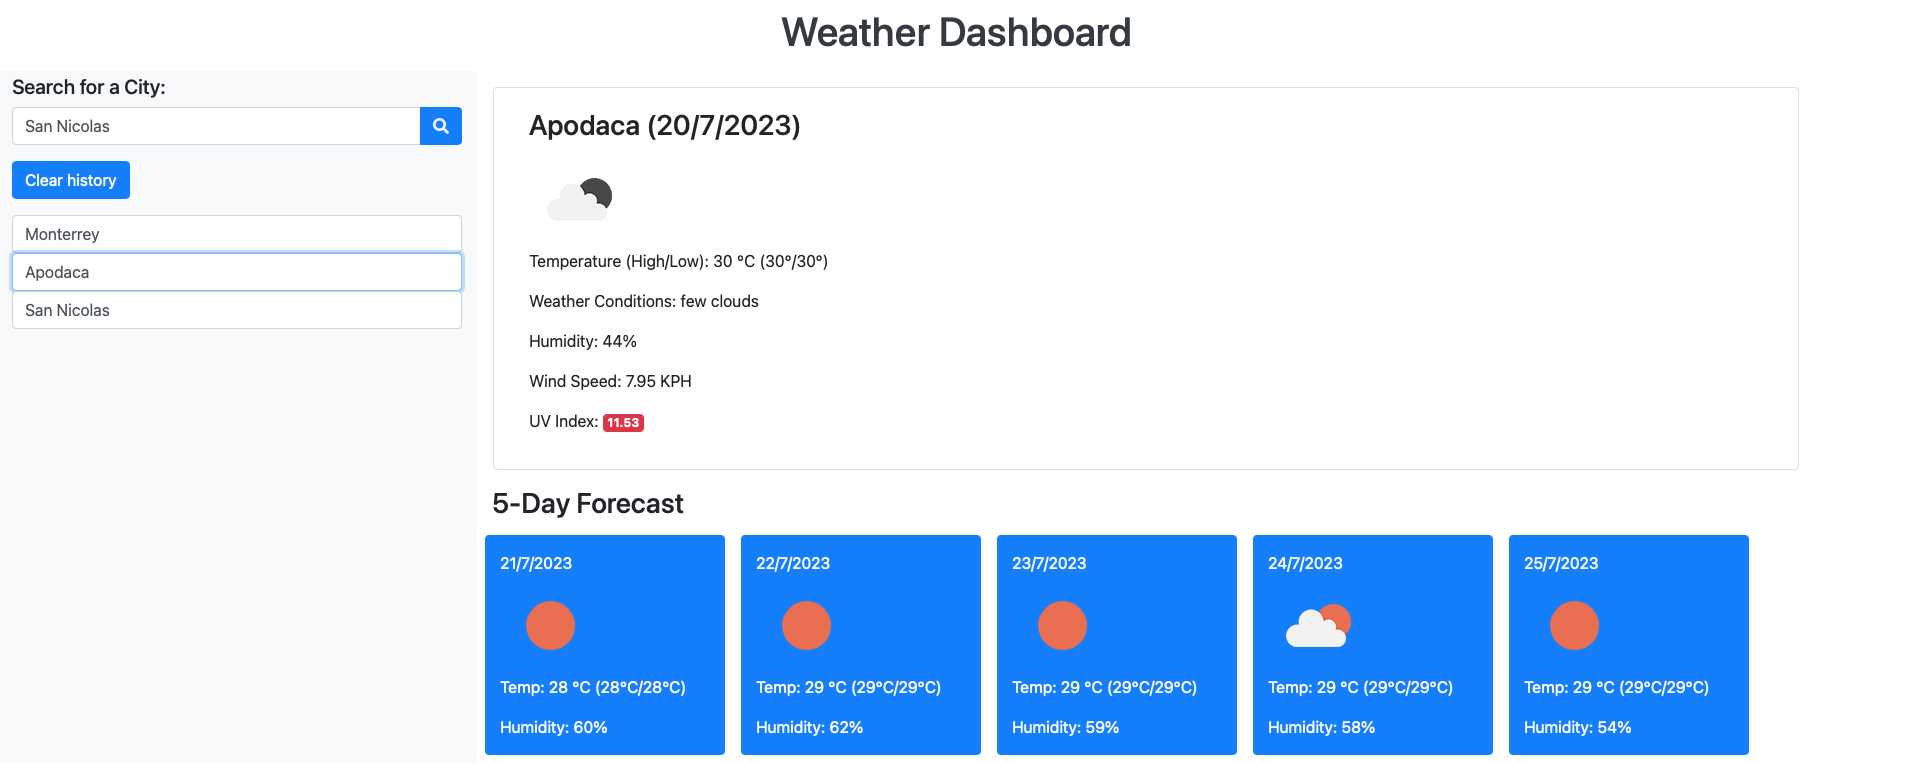 Weather Dashboard
Search for a City:
San Nicolas
Clear history
Monterrey
Apodaca
San Nicolas
Apodaca (20/7/2023)
Temperature (High/Low): 30 °C (30°/30°)
Weather Conditions: few clouds
Humidity: 44%
Wind Speed: 7.95 KPH
UV Index: 11.53
5-Day Forecast
21/7/2023
Temp: 28 °C (28°C/28°C)
Humidity: 60%
22/7/2023
Temp: 29 °C (29°C/29°C)
Humidity: 62%
23/7/2023
Temp: 29 °C (29°C/29°C)
Humidity: 59%
24/7/2023
Temp: 29 °C (29°C/29°C)
Humidity: 58%
25/7/2023
Temp: 29 °C (29°C/29°C)
Humidity: 54%